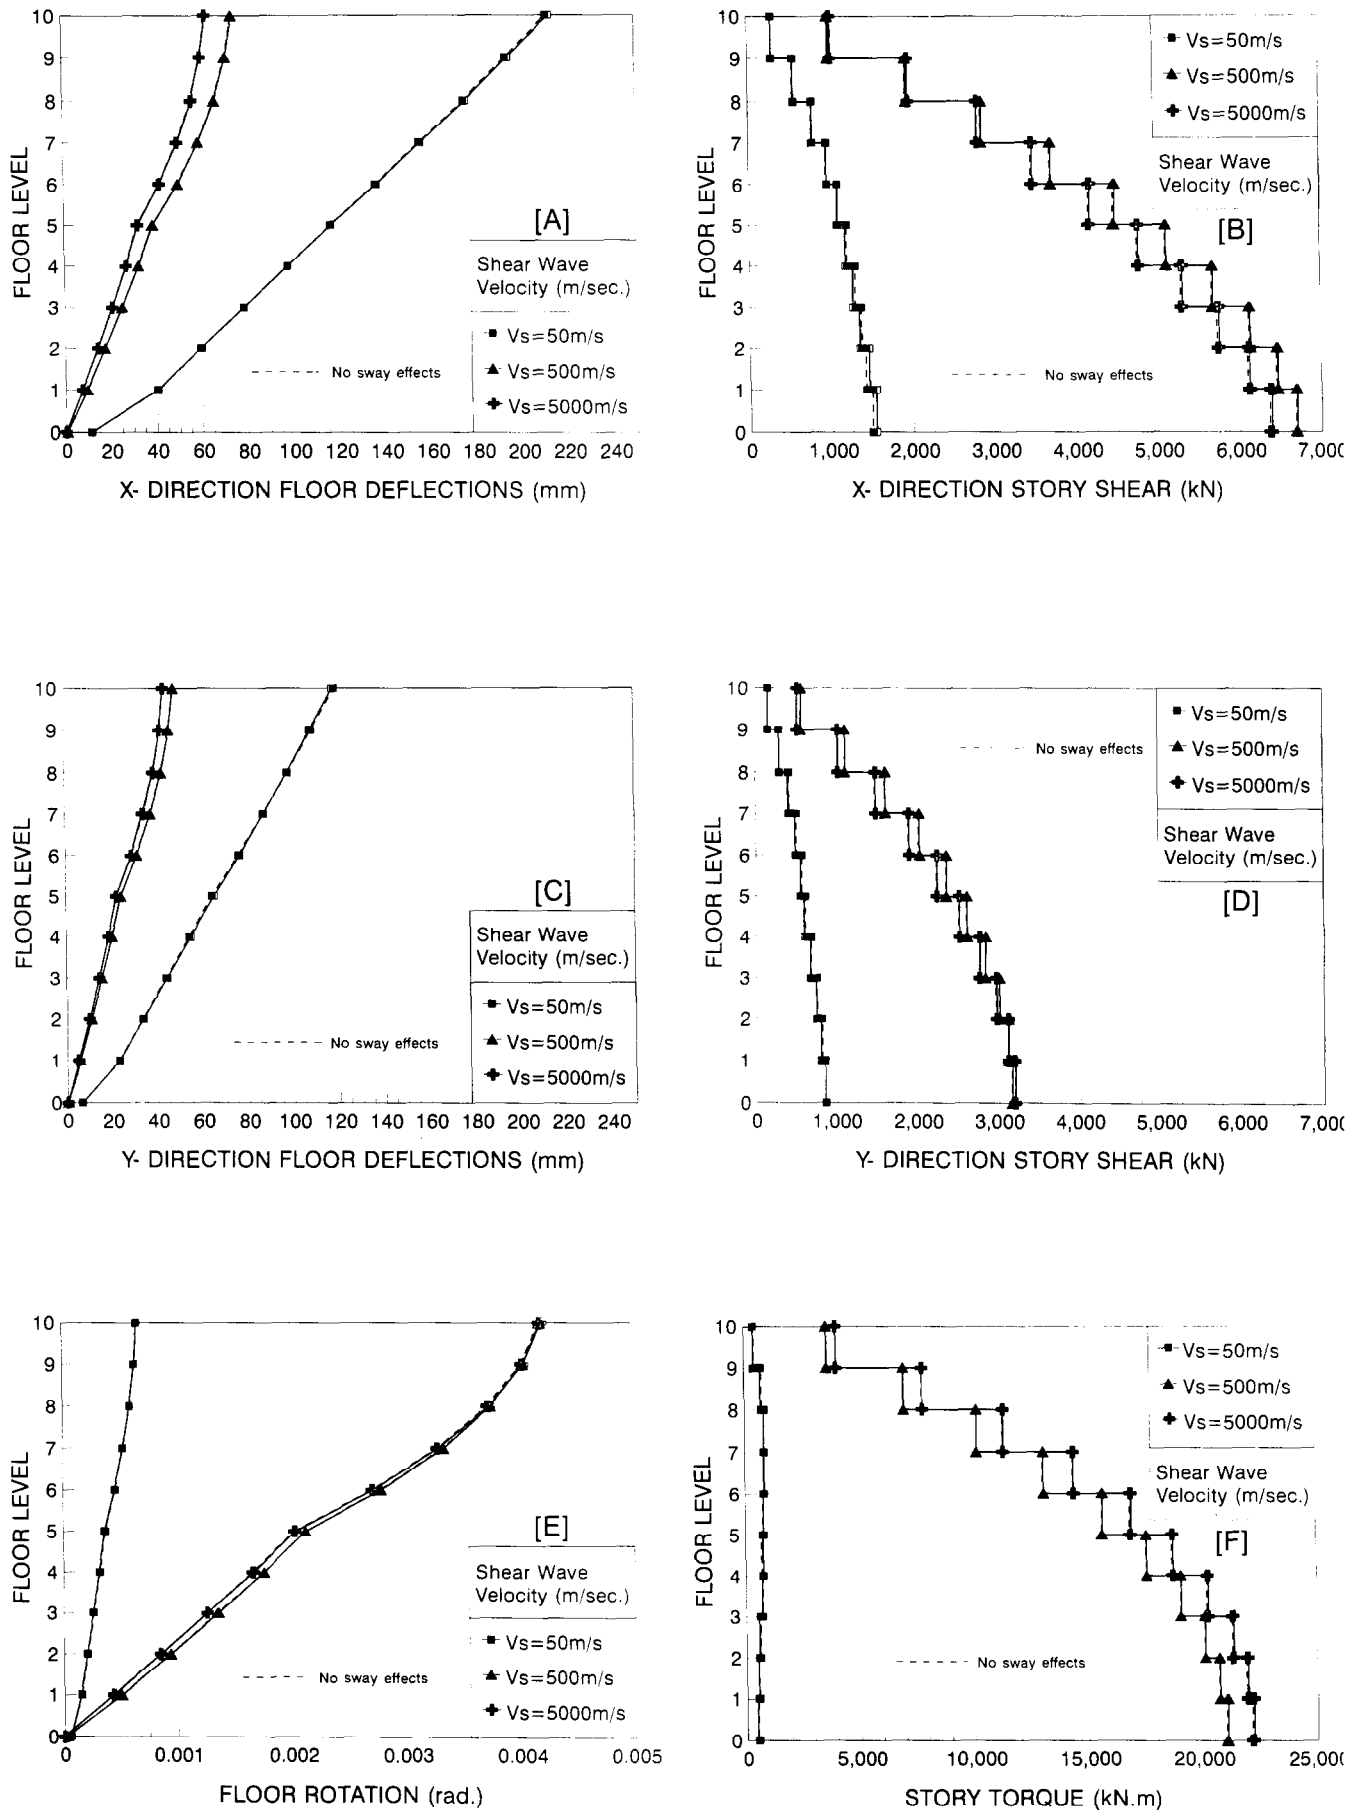 10
9
8
7
6
5
4
3
2
1
0
FLOOR LEVEL
[A]
Shear Wave
Velocity (m/sec.)
Vs=50m/s
Vs=500m/s
Vs=5000m/s
No sway effects
0 20 40 60 80 100 120 140 160 180 200 220 240
X- DIRECTION FLOOR DEFLECTIONS (mm)
10
9
8
7
6
5
4
3
2
1
0
FLOOR LEVEL
Vs=50m/s
Vs=500m/s
Vs=5000m/s
Shear Wave
Velocity (m/sec.)
[B]
No sway effects
0 1,000 2,000 3,000 4,000 5,000 6,000 7,00
X- DIRECTION STORY SHEAR (kN)
10
9
8
7
6
5
4
3
2
1
0
FLOOR LEVEL
[C]
Shear Wave
Velocity (m/sec.)
Vs=50m/s
Vs=500m/s
Vs=5000m/s
No sway effects
0 20 40 60 80 100 120 140 160 180 200 220 240
Y- DIRECTION FLOOR DEFLECTIONS (mm)
10
9
8
7
6
5
4
3
2
1
0
FLOOR LEVEL
No sway effects
Vs=50m/s
Vs=500m/s
Vs=5000m/s
Shear Wave
Velocity (m/sec.)
[D]
0 1,000 2,000 3,000 4,000 5,000 6,000 7,00
Y- DIRECTION STORY SHEAR (kN)
10
9
8
7
6
5
4
3
2
1
0
FLOOR LEVEL
[E]
Shear Wave
Velocity (m/sec.)
Vs=50m/s
Vs=500m/s
Vs=5000m/s
No sway effects
0 0.001 0.002 0.003 0.004 0.005
FLOOR ROTATION (rad.)
10
9
8
7
6
5
4
3
2
1
0
FLOOR LEVEL
Vs=50m/s
Vs=500m/s
Vs=5000m/s
Shear Wave
Velocity (m/sec.)
[F]
No sway effects
0 5,000 10,000 15,000 20,000 25,00
STORY TORQUE (kN.m)